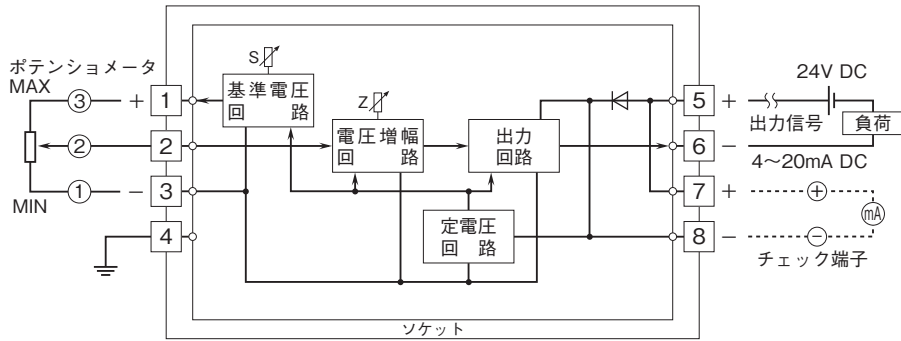 ポテンショメータ
MAX
③
②
①
MIN
+
−
1
2
3
4
S
基準電圧
回 路
Z
電圧増幅
回 路
出力
回路
定電圧
回 路
5
6
7
8
+
−
+
−
24V DC
出力信号
負荷
4〜20mA DC
+
mA
−
チェック端子
ソケット